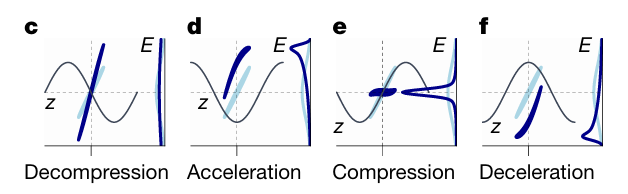 c d e f
E E E E
z z z z
Decompression Acceleration Compression Deceleration